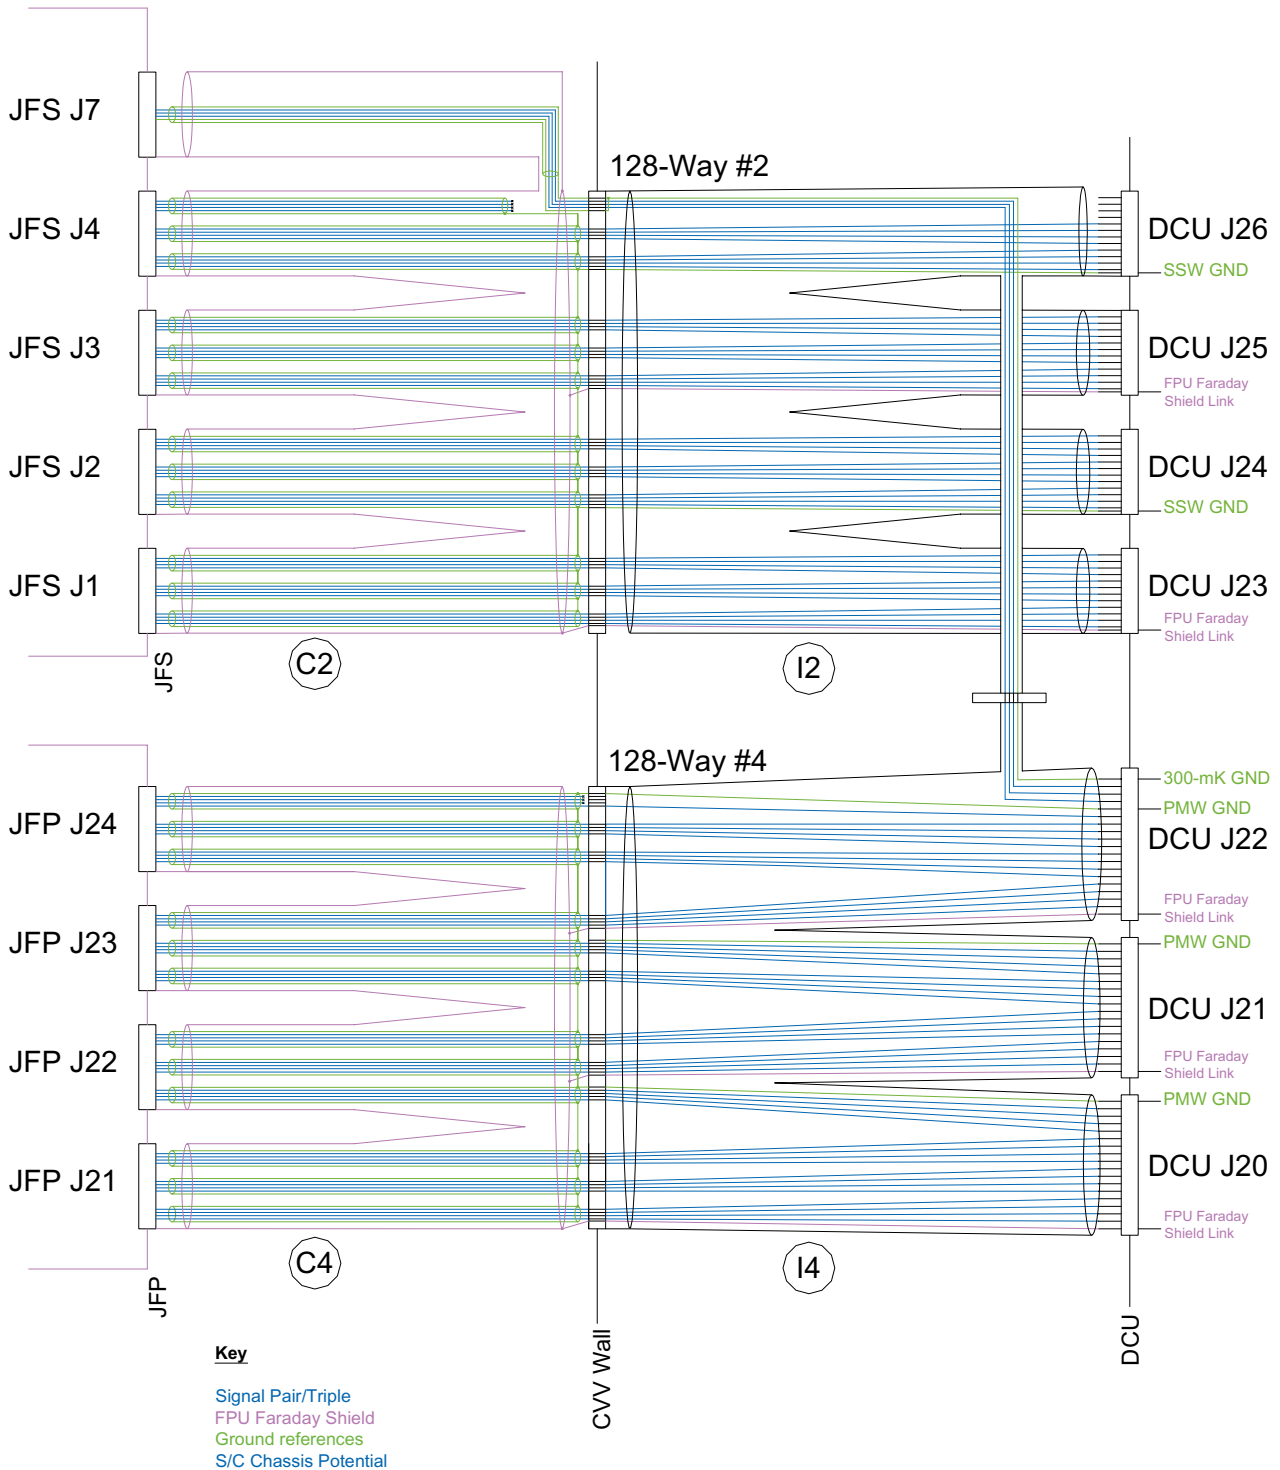 JFS J7
128-Way #2
JFS J4
DCU J26
SSW GND
JFS J3
DCU J25
FPU Faraday
Shield Link
JFS J2
DCU J24
SSW GND
JFS J1
DCU J23
FPU Faraday
Shield Link
JFS
C2
I2
128-Way #4
300-mK GND
PMW GND
JFP J24
DCU J22
FPU Faraday
Shield Link
JFP J23
PMW GND
DCU J21
JFP J22
FPU Faraday
Shield Link
PMW GND
JFP J21
DCU J20
FPU Faraday
Shield Link
JFP
C4
I4
CVV Wall
DCU
Key
Signal Pair/Triple
FPU Faraday Shield
Ground references
S/C Chassis Potential